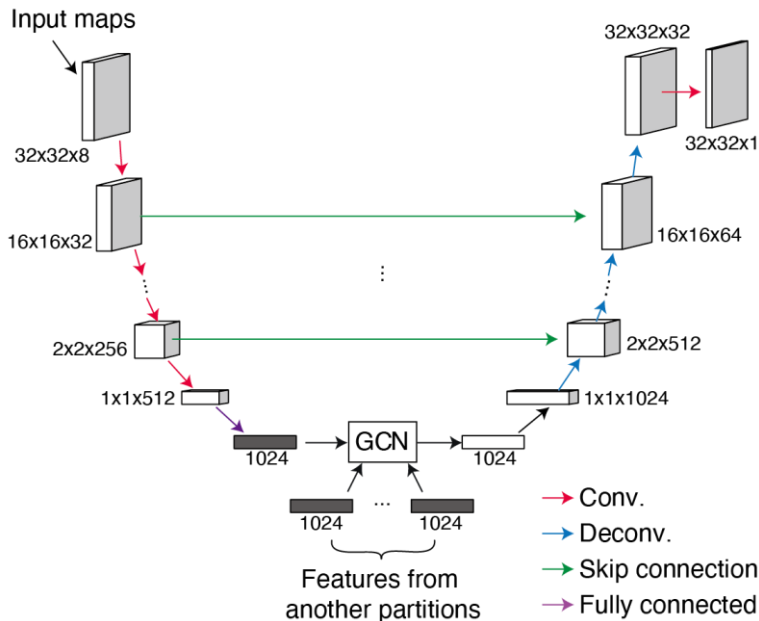 Input maps
32x32x8
16x16x32
2x2x256
1x1x512
1024
GCN
1024
1024
...
1024
Features from
another partitions
1x1x1024
2x2x512
16x16x64
32x32x32
32x32x1
Conv.
Deconv.
Skip connection
Fully connected